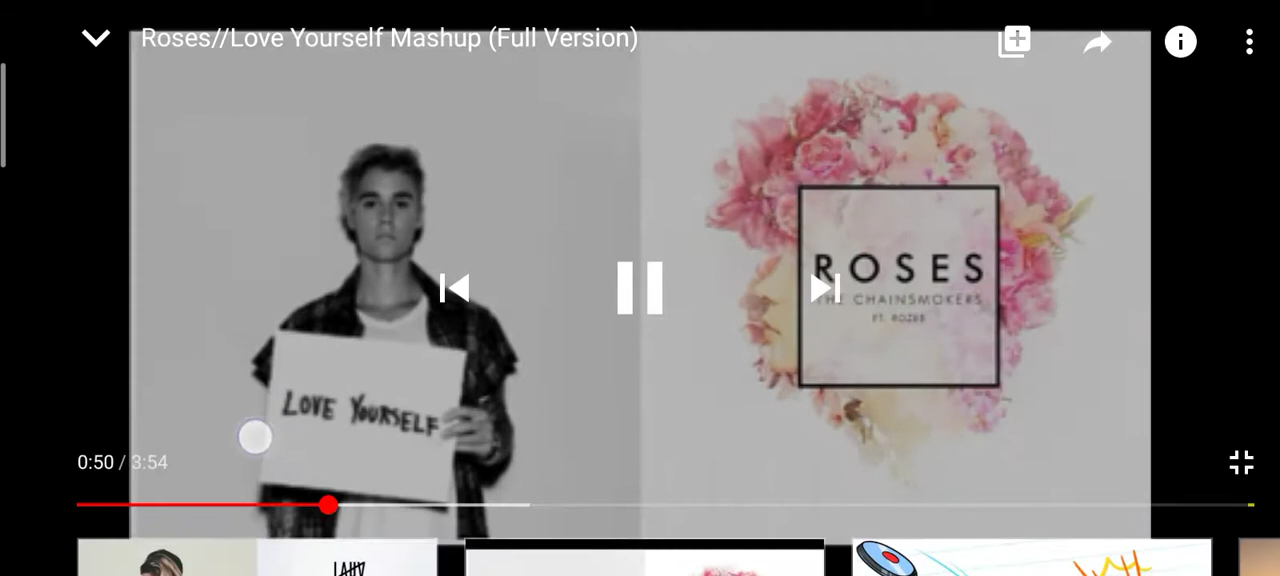 Roses//Love Yourself Mashup (Full Version)
LOVE YOURSELF
ROSES
THE CHAINSMOKERS
FT. ROZES
0:50 / 3:54